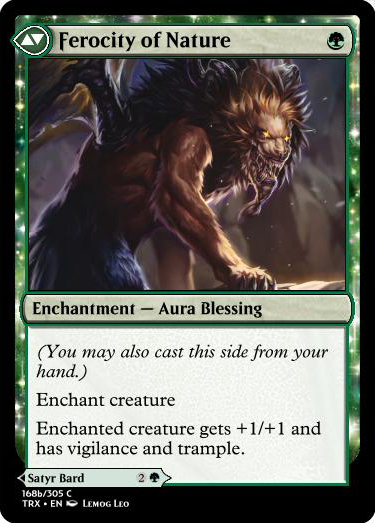 Ferocity of Nature
Enchantment — Aura Blessing
(You may also cast this side from your
hand.)
Enchant creature
Enchanted creature gets +1/+1 and
has vigilance and trample.
Satyr Bard 2
168b/305 C
TRX • EN Lemog Leo